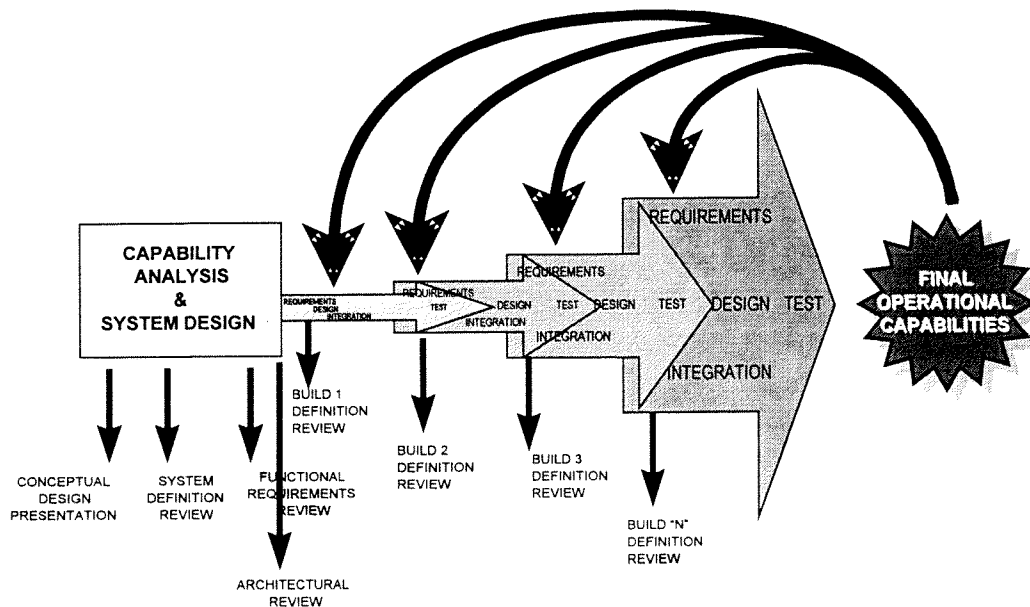 CAPABILITY
ANALYSIS
&
SYSTEM DESIGN
REQUIREMENTS
DESIGN
INTEGRATION
REQUIREMENTS
TEST
DESIGN
INTEGRATION
REQUIREMENTS
TEST
DESIGN
INTEGRATION
REQUIREMENTS
TEST
DESIGN
TEST
INTEGRATION
FINAL
OPERATIONAL
CAPABILITIES
BUILD 1
DEFINITION
REVIEW
BUILD 2
DEFINITION
REVIEW
BUILD 3
DEFINITION
REVIEW
BUILD "N"
DEFINITION
REVIEW
CONCEPTUAL
DESIGN
PRESENTATION
SYSTEM
DEFINITION
REVIEW
FUNCTIONAL
REQUIREMENTS
REVIEW
ARCHITECTURAL
REVIEW